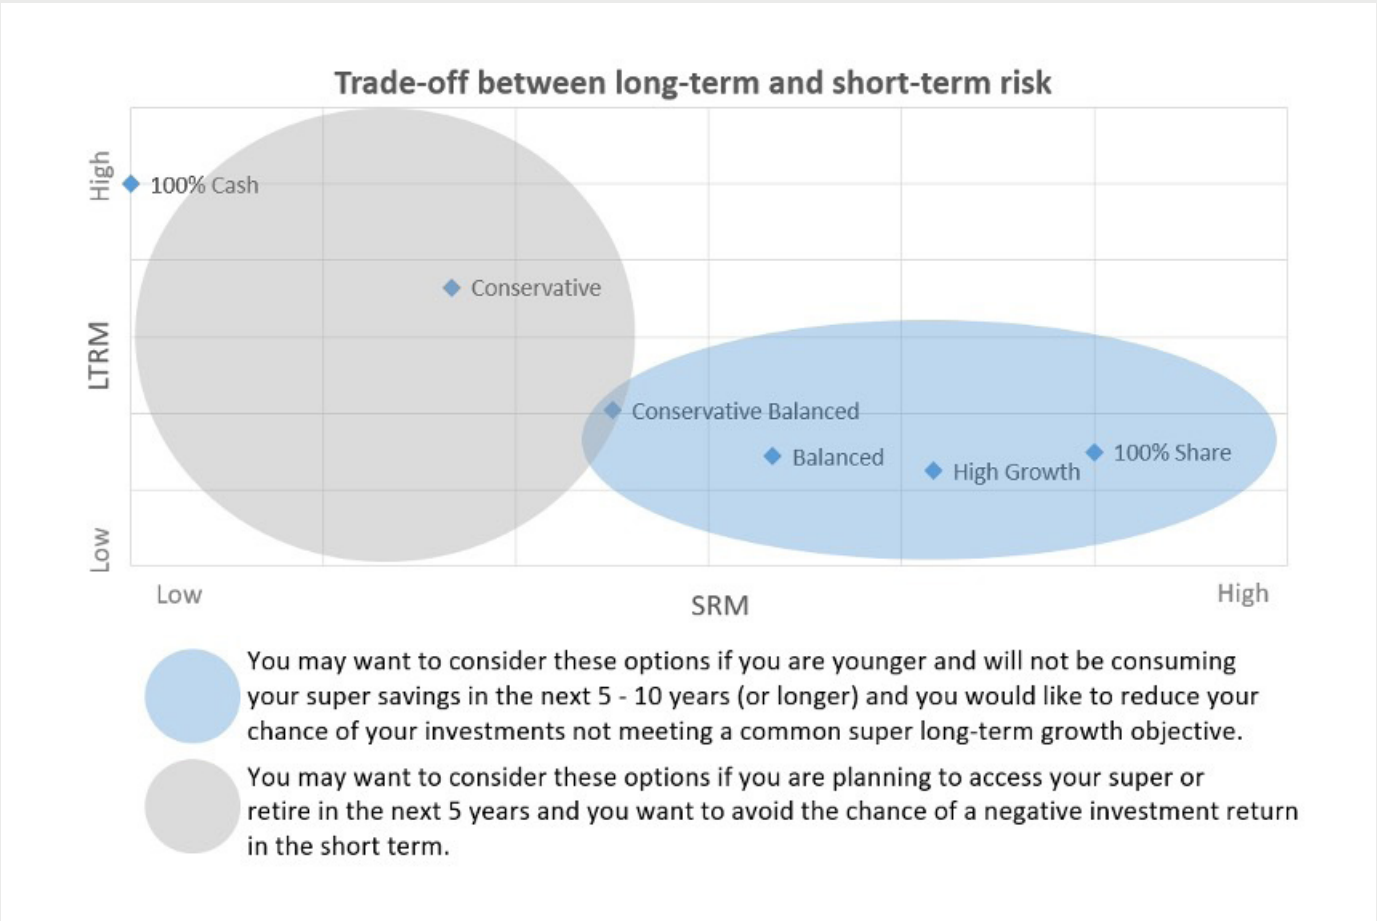 Trade-off between long-term and short-term risk
High
100% Cash
Conservative
LTRM
Conservative Balanced
Balanced
100% Share
High Growth
Low
Low
SRM
High
You may want to consider these options if you are younger and will not be consuming
your super savings in the next 5 - 10 years (or longer) and you would like to reduce your
chance of your investments not meeting a common super long-term growth objective.
You may want to consider these options if you are planning to access your super or
retire in the next 5 years and you want to avoid the chance of a negative investment return
in the short term.